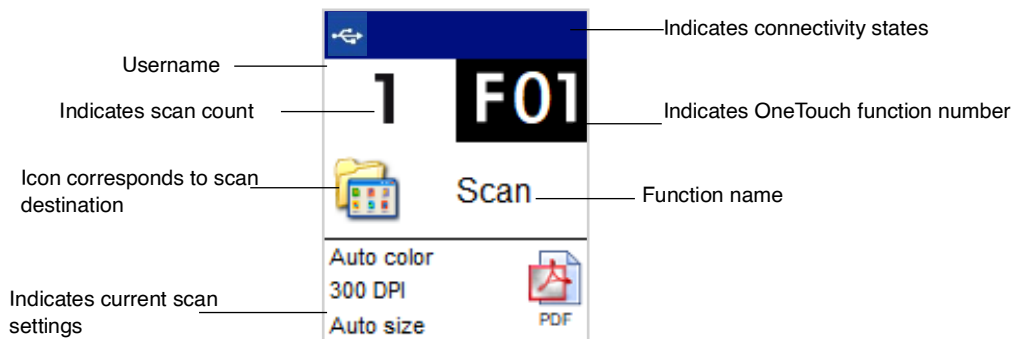 Indicates connectivity states
Username
1
F01
Indicates scan count
Indicates OneTouch function number
Icon corresponds to scan
destination
Scan
Function name
Auto color
300 DPI
Auto size
PDF
Indicates current scan
settings